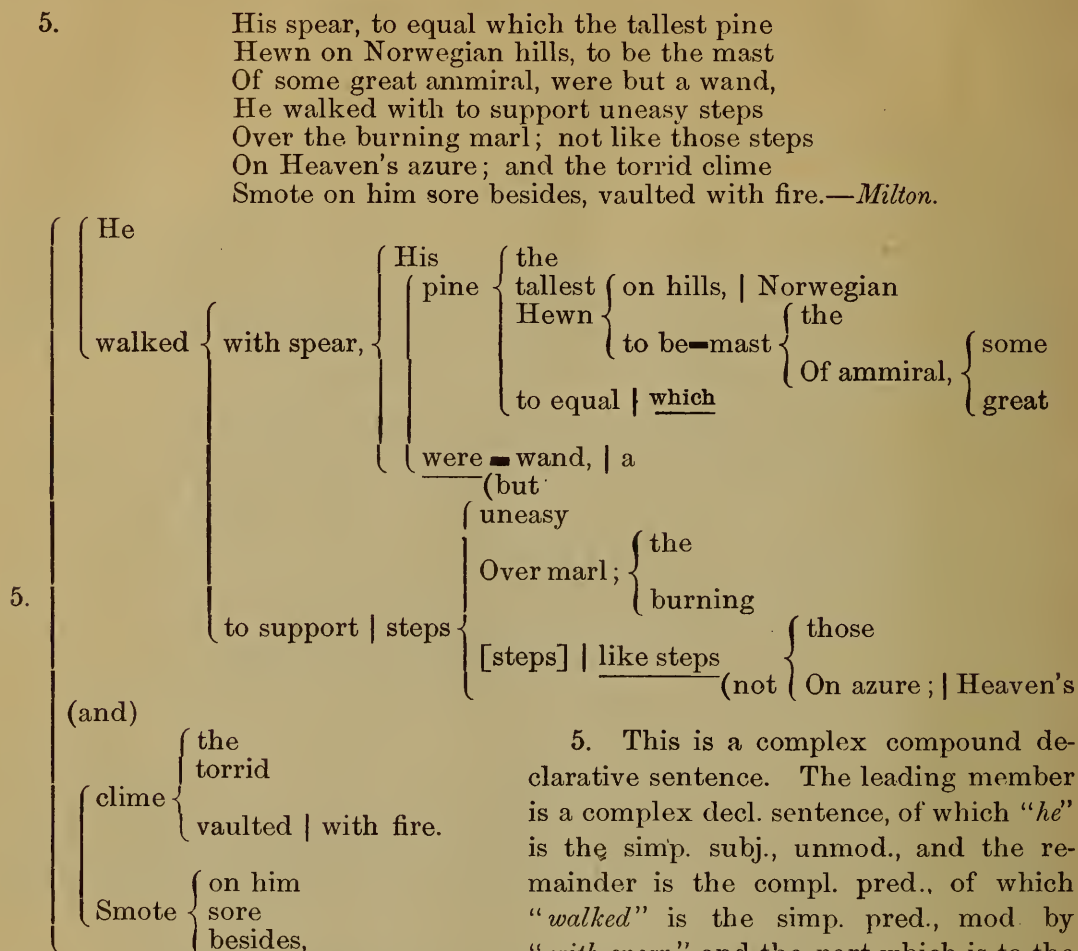 5. His spear, to equal which the tallest pine
Hewn on Norwegian hills, to be the mast
Of some great ammiral, were but a wand,
He walked with to support uneasy steps
Over the burning marl; not like those steps
On Heaven's azure; and the torrid clime
Smote on him sore besides, vaulted with fire.—Milton.
He
His the
pine tallest on hills, | Norwegian
Hewn the
walked with spear, to be=mast some
Of ammiral,
to equal | which great
were = wand, | a
(but
uneasy
the
Over marl;
5. burning
to support | steps those
[steps] | like steps
(not On azure; | Heaven's
(and)
the
torrid
clime
vaulted | with fire.
on him
Smote sore
besides,
5. This is a complex compound de-
clarative sentence. The leading member
is a complex decl. sentence, of which "he"
is the simp. subj., unmod., and the re-
mainder is the compl. pred., of which
"walked" is the simp. pred., mod. by